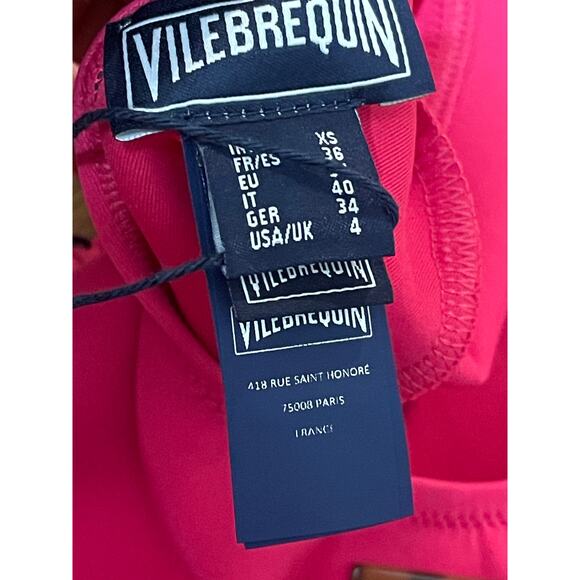 VILEBREQUIN
XS
FR/ES 36
EU
IT 40
GER 34
USA/UK 4
VILEBREQUIN
VILEBREQUIN
418 RUE SAINT HONORÉ
75008 PARIS
FRANCE